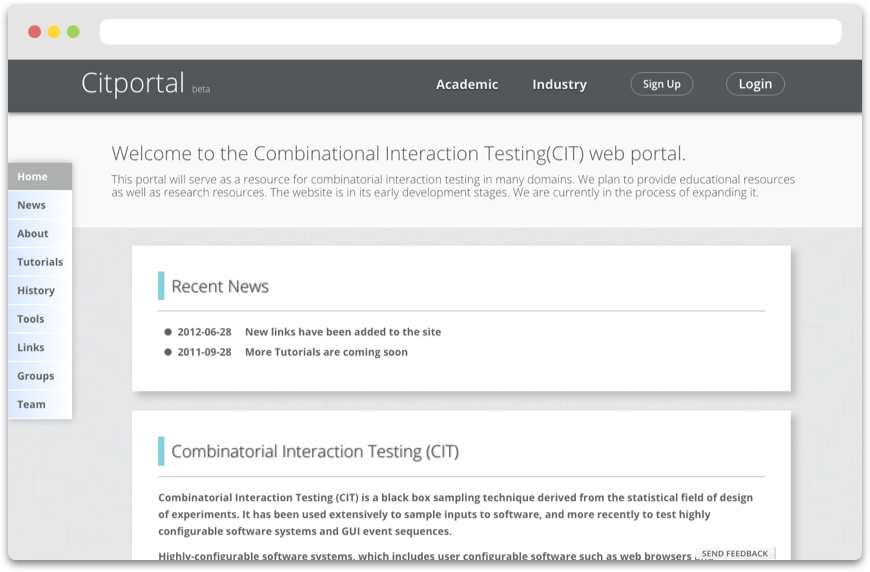 Citportal beta
Academic
Industry
Sign Up
Login
Welcome to the Combinational Interaction Testing(CIT) web portal.
This portal will serve as a resource for combinatorial interaction testing in many domains. We plan to provide educational resources
as well as research resources. The website is in its early development stages. We are currently in the process of expanding it.
Home
News
About
Tutorials
History
Tools
Links
Groups
Team
Recent News
2012-06-28 New links have been added to the site
2011-09-28 More Tutorials are coming soon
Combinatorial Interaction Testing (CIT)
Combinatorial Interaction Testing (CIT) is a black box sampling technique derived from the statistical field of design
of experiments. It has been used extensively to sample inputs to software, and more recently to test highly
configurable software systems and GUI event sequences.
Highly-configurable software systems, which includes user configurable software such as web browsers
SEND FEEDBACK